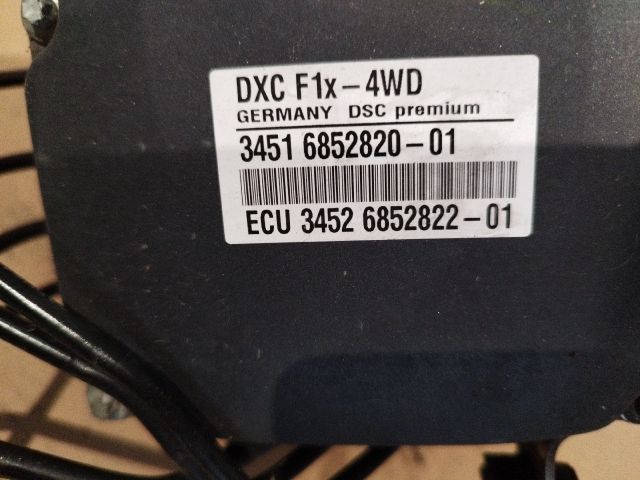 DXC F1x-4WD
GERMANY DSC premium
3451 6852820-01
ECU 3452 6852822-01